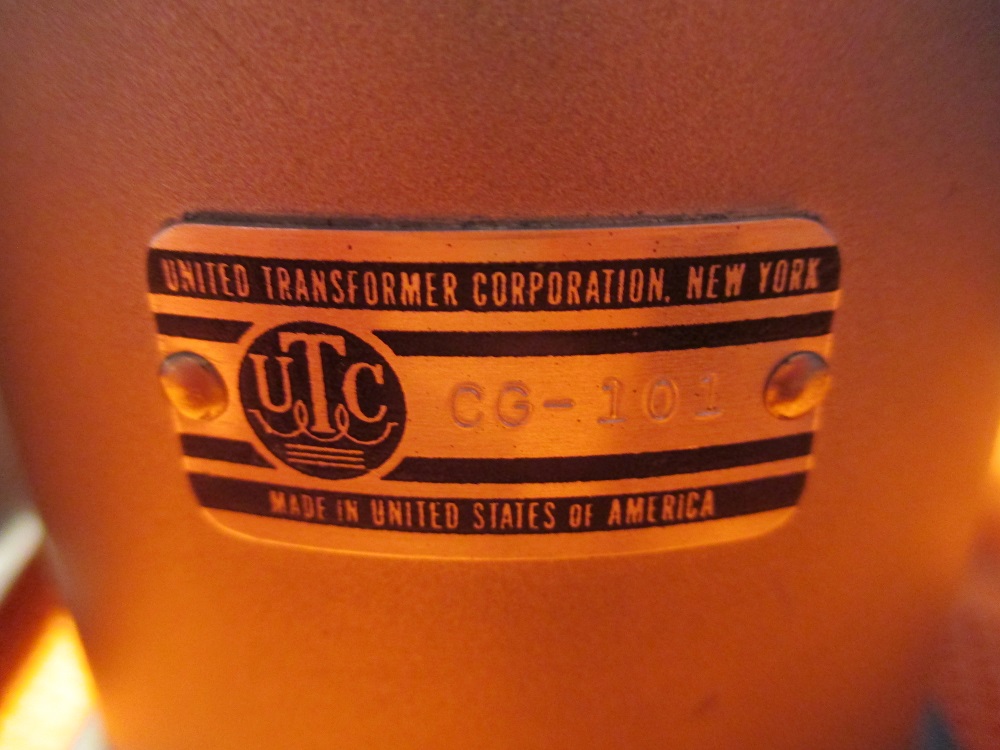 UNITED TRANSFORMER CORPORATION. NEW YORK
UTC
CG-101
MADE IN UNITED STATES OF AMERICA